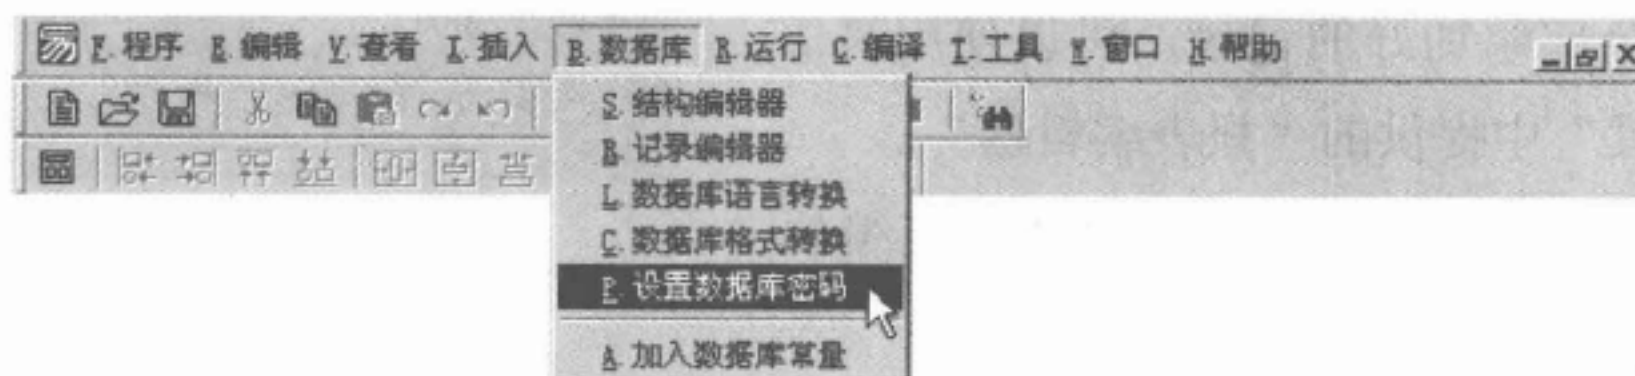 F.程序 E.编辑 V.查看 I.插入 B.数据库 R.运行 C.编译 T.工具 W.窗口 H.帮助
S.结构编辑器
R.记录编辑器
L.数据库语言转换
C.数据库格式转换
P.设置数据库密码
A.加入数据库常量